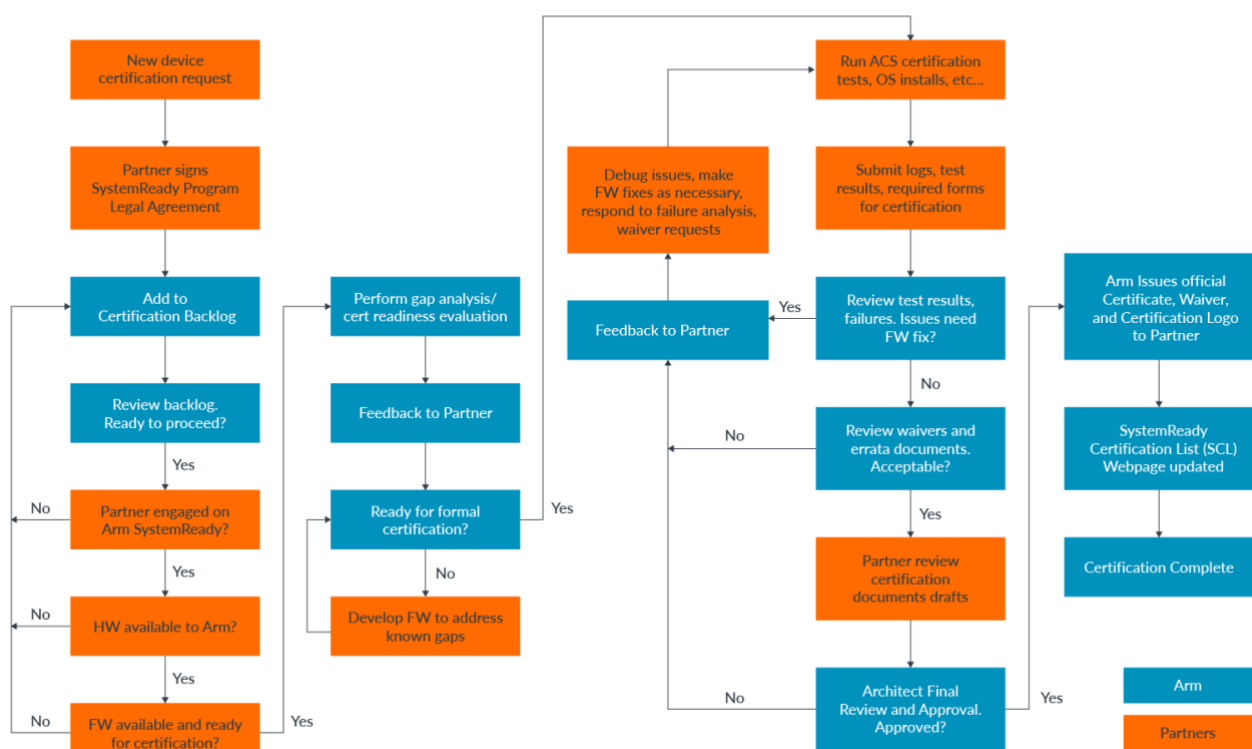 New device
certification request
Partner signs
SystemReady Program
Legal Agreement
Add to
Certification Backlog
Review backlog.
Ready to proceed?
Yes
No
Partner engaged on
Arm SystemReady?
Yes
No
HW available to Arm?
Yes
No
FW available and ready
for certification?
Yes
Perform gap analysis/
cert readiness evaluation
Feedback to Partner
Ready for formal
certification?
Yes
No
Develop FW to address
known gaps
Run ACS certification
tests, OS installs, etc...
Debug issues, make
FW fixes as necessary,
respond to failure analysis,
waiver requests
Submit logs, test
results, required forms
for certification
Feedback to Partner
Yes
Review test results,
failures. Issues need
FW fix?
No
No
Review waivers and
errata documents.
Acceptable?
Yes
Partner review
certification
documents drafts
No
Architect Final
Review and Approval.
Approved?
Yes
Arm Issues official
Certificate, Waiver,
and Certification Logo
to Partner
SystemReady
Certification List (SCL)
Webpage updated
Certification Complete
Arm
Partners